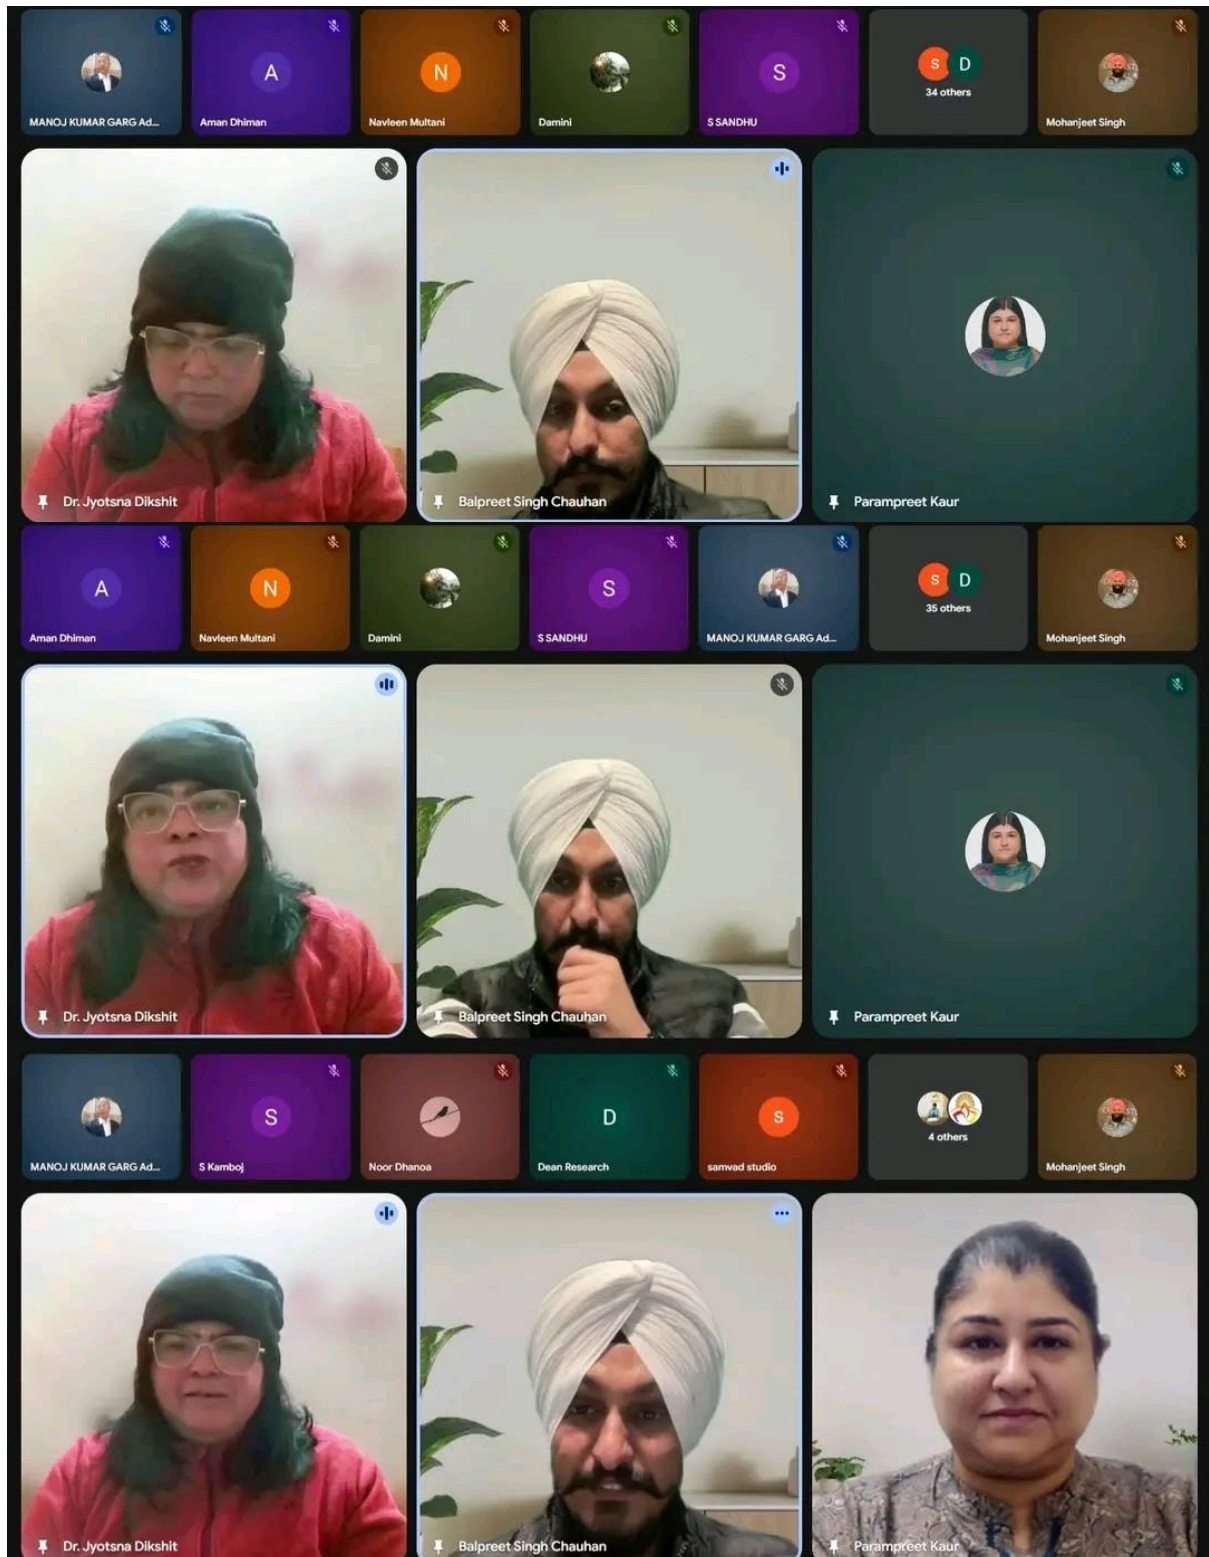 MANOJ KUMAR GARG Ad...
A
Aman Dhiman
N
Navleen Multani
Damini
S
S SANDHU
S D
34 others
Mohanjeet Singh
Dr. Jyotsna Dikshit
Balpreet Singh Chauhan
Parampreet Kaur
A
Aman Dhiman
N
Navleen Multani
Damini
S
S SANDHU
MANOJ KUMAR GARG Ad...
S D
35 others
Mohanjeet Singh
Dr. Jyotsna Dikshit
Balpreet Singh Chauhan
Parampreet Kaur
MANOJ KUMAR GARG Ad...
S
S Kamboj
Noor Dhanoa
D
Dean Research
s
samvad studio
4 others
Mohanjeet Singh
Dr. Jyotsna Dikshit
Balpreet Singh Chauhan
Parampreet Kaur